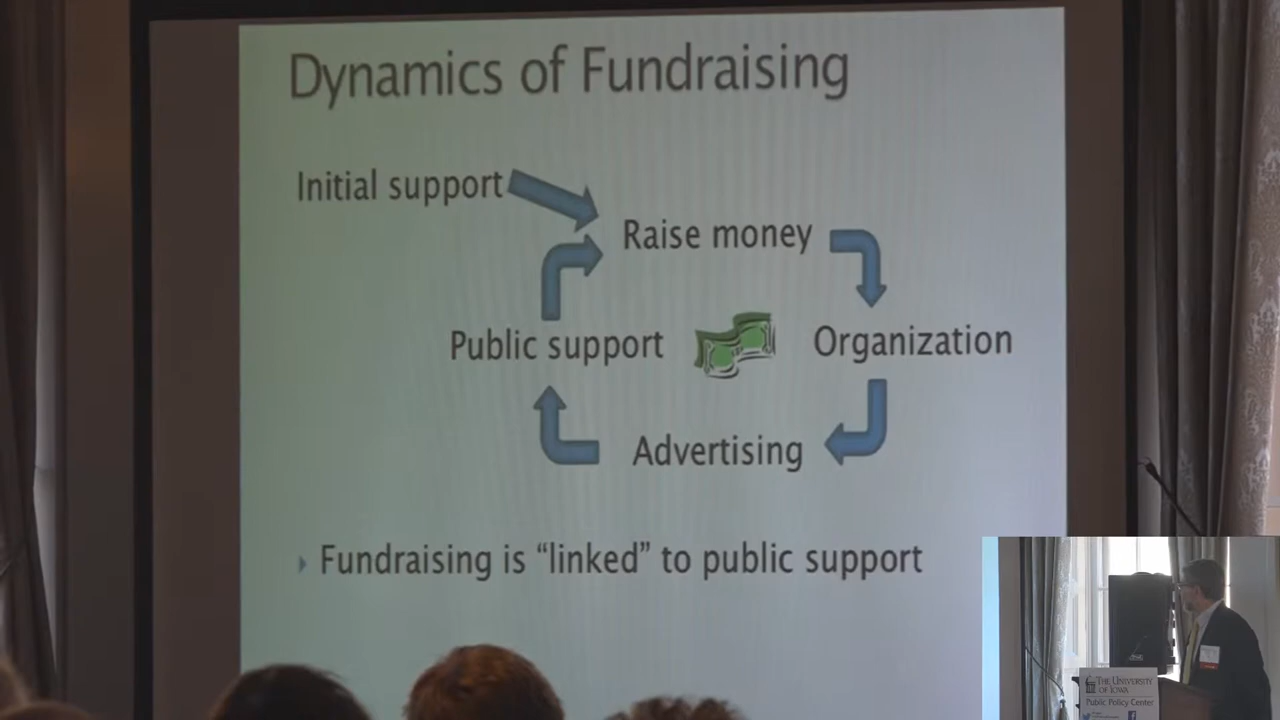 Dynamics of Fundraising
Initial support
Raise money
Public support
Organization
Advertising
Fundraising is “linked” to public support
THE UNIVERSITY
OF IOWA
Public Policy Center